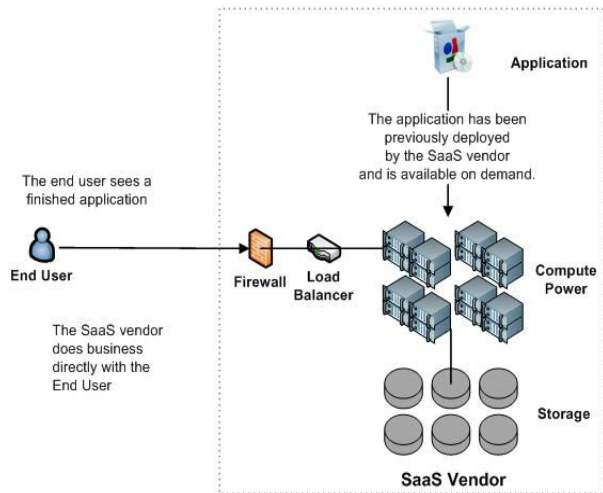 Application
The application has been
previously deployed
by the SaaS vendor
and is available on demand.
The end user sees a
finished application
End User
Firewall
Load
Balancer
Compute
Power
The SaaS vendor
does business
directly with the
End User
Storage
SaaS Vendor